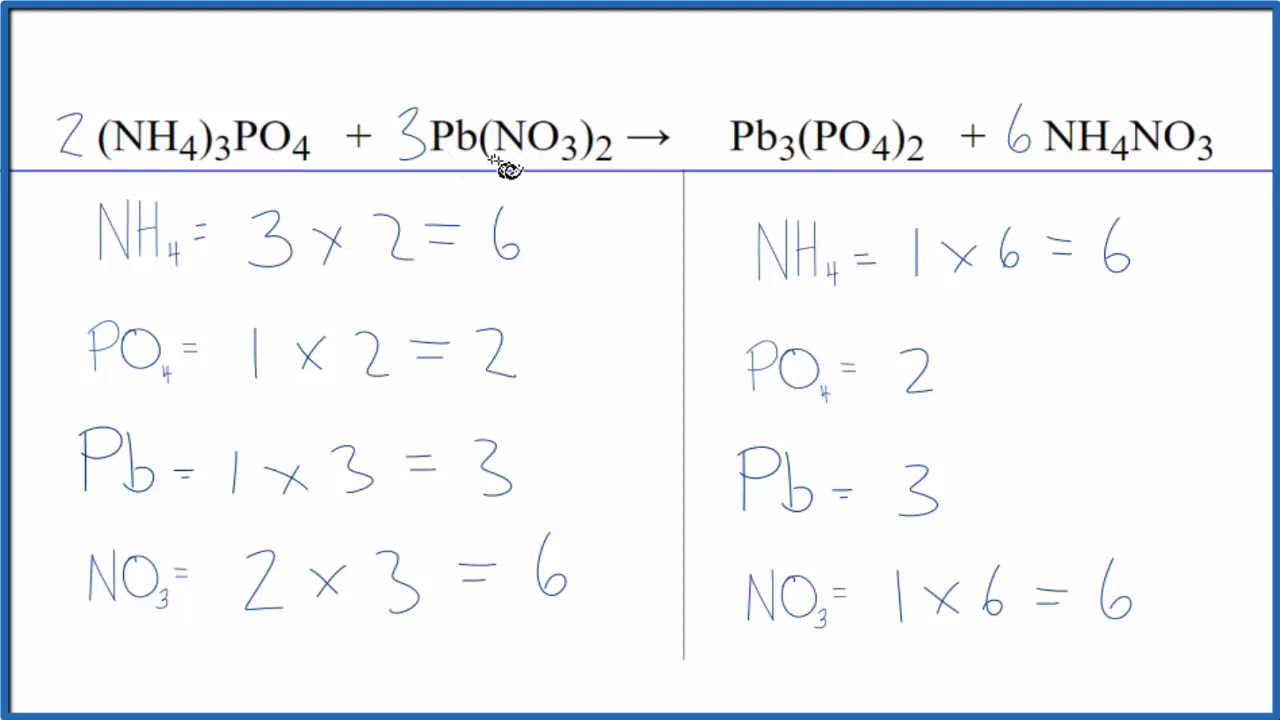 2 (NH₄)₃PO₄ + 3 Pb(NO₃)₂ → Pb₃(PO₄)₂ + 6 NH₄NO₃
NH₄ = 3 × 2 = 6
PO₄ = 1 × 2 = 2
Pb = 1 × 3 = 3
NO₃ = 2 × 3 = 6
NH₄ = 1 × 6 = 6
PO₄ = 2
Pb = 3
NO₃ = 1 × 6 = 6